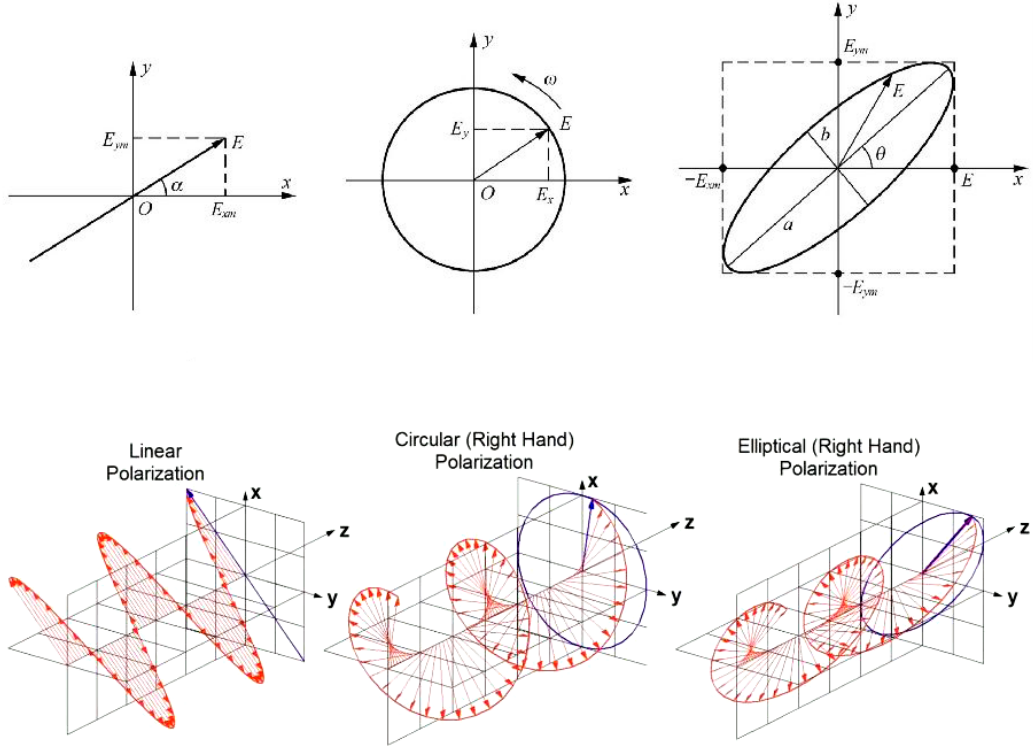 y
E_ym
E
α
x
O
E_xm
y
ω
E_y
E
O
E_x
x
y
E_ym
E
b
θ
−E_xm
E
x
a
−E_ym
Linear
Polarization
x
z
y
Circular (Right Hand)
Polarization
x
z
y
Elliptical (Right Hand)
Polarization
x
z
y